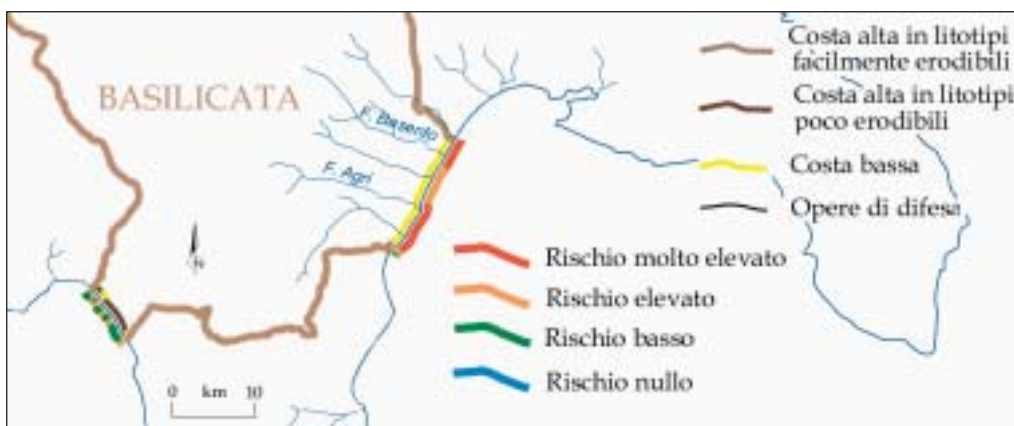 BASILICATA
F. Basento
F. Agri
N
0 km 10
Costa alta in litotipi
facilmente erodibili
Costa alta in litotipi
poco erodibili
Costa bassa
Opere di difesa
Rischio molto elevato
Rischio elevato
Rischio basso
Rischio nullo